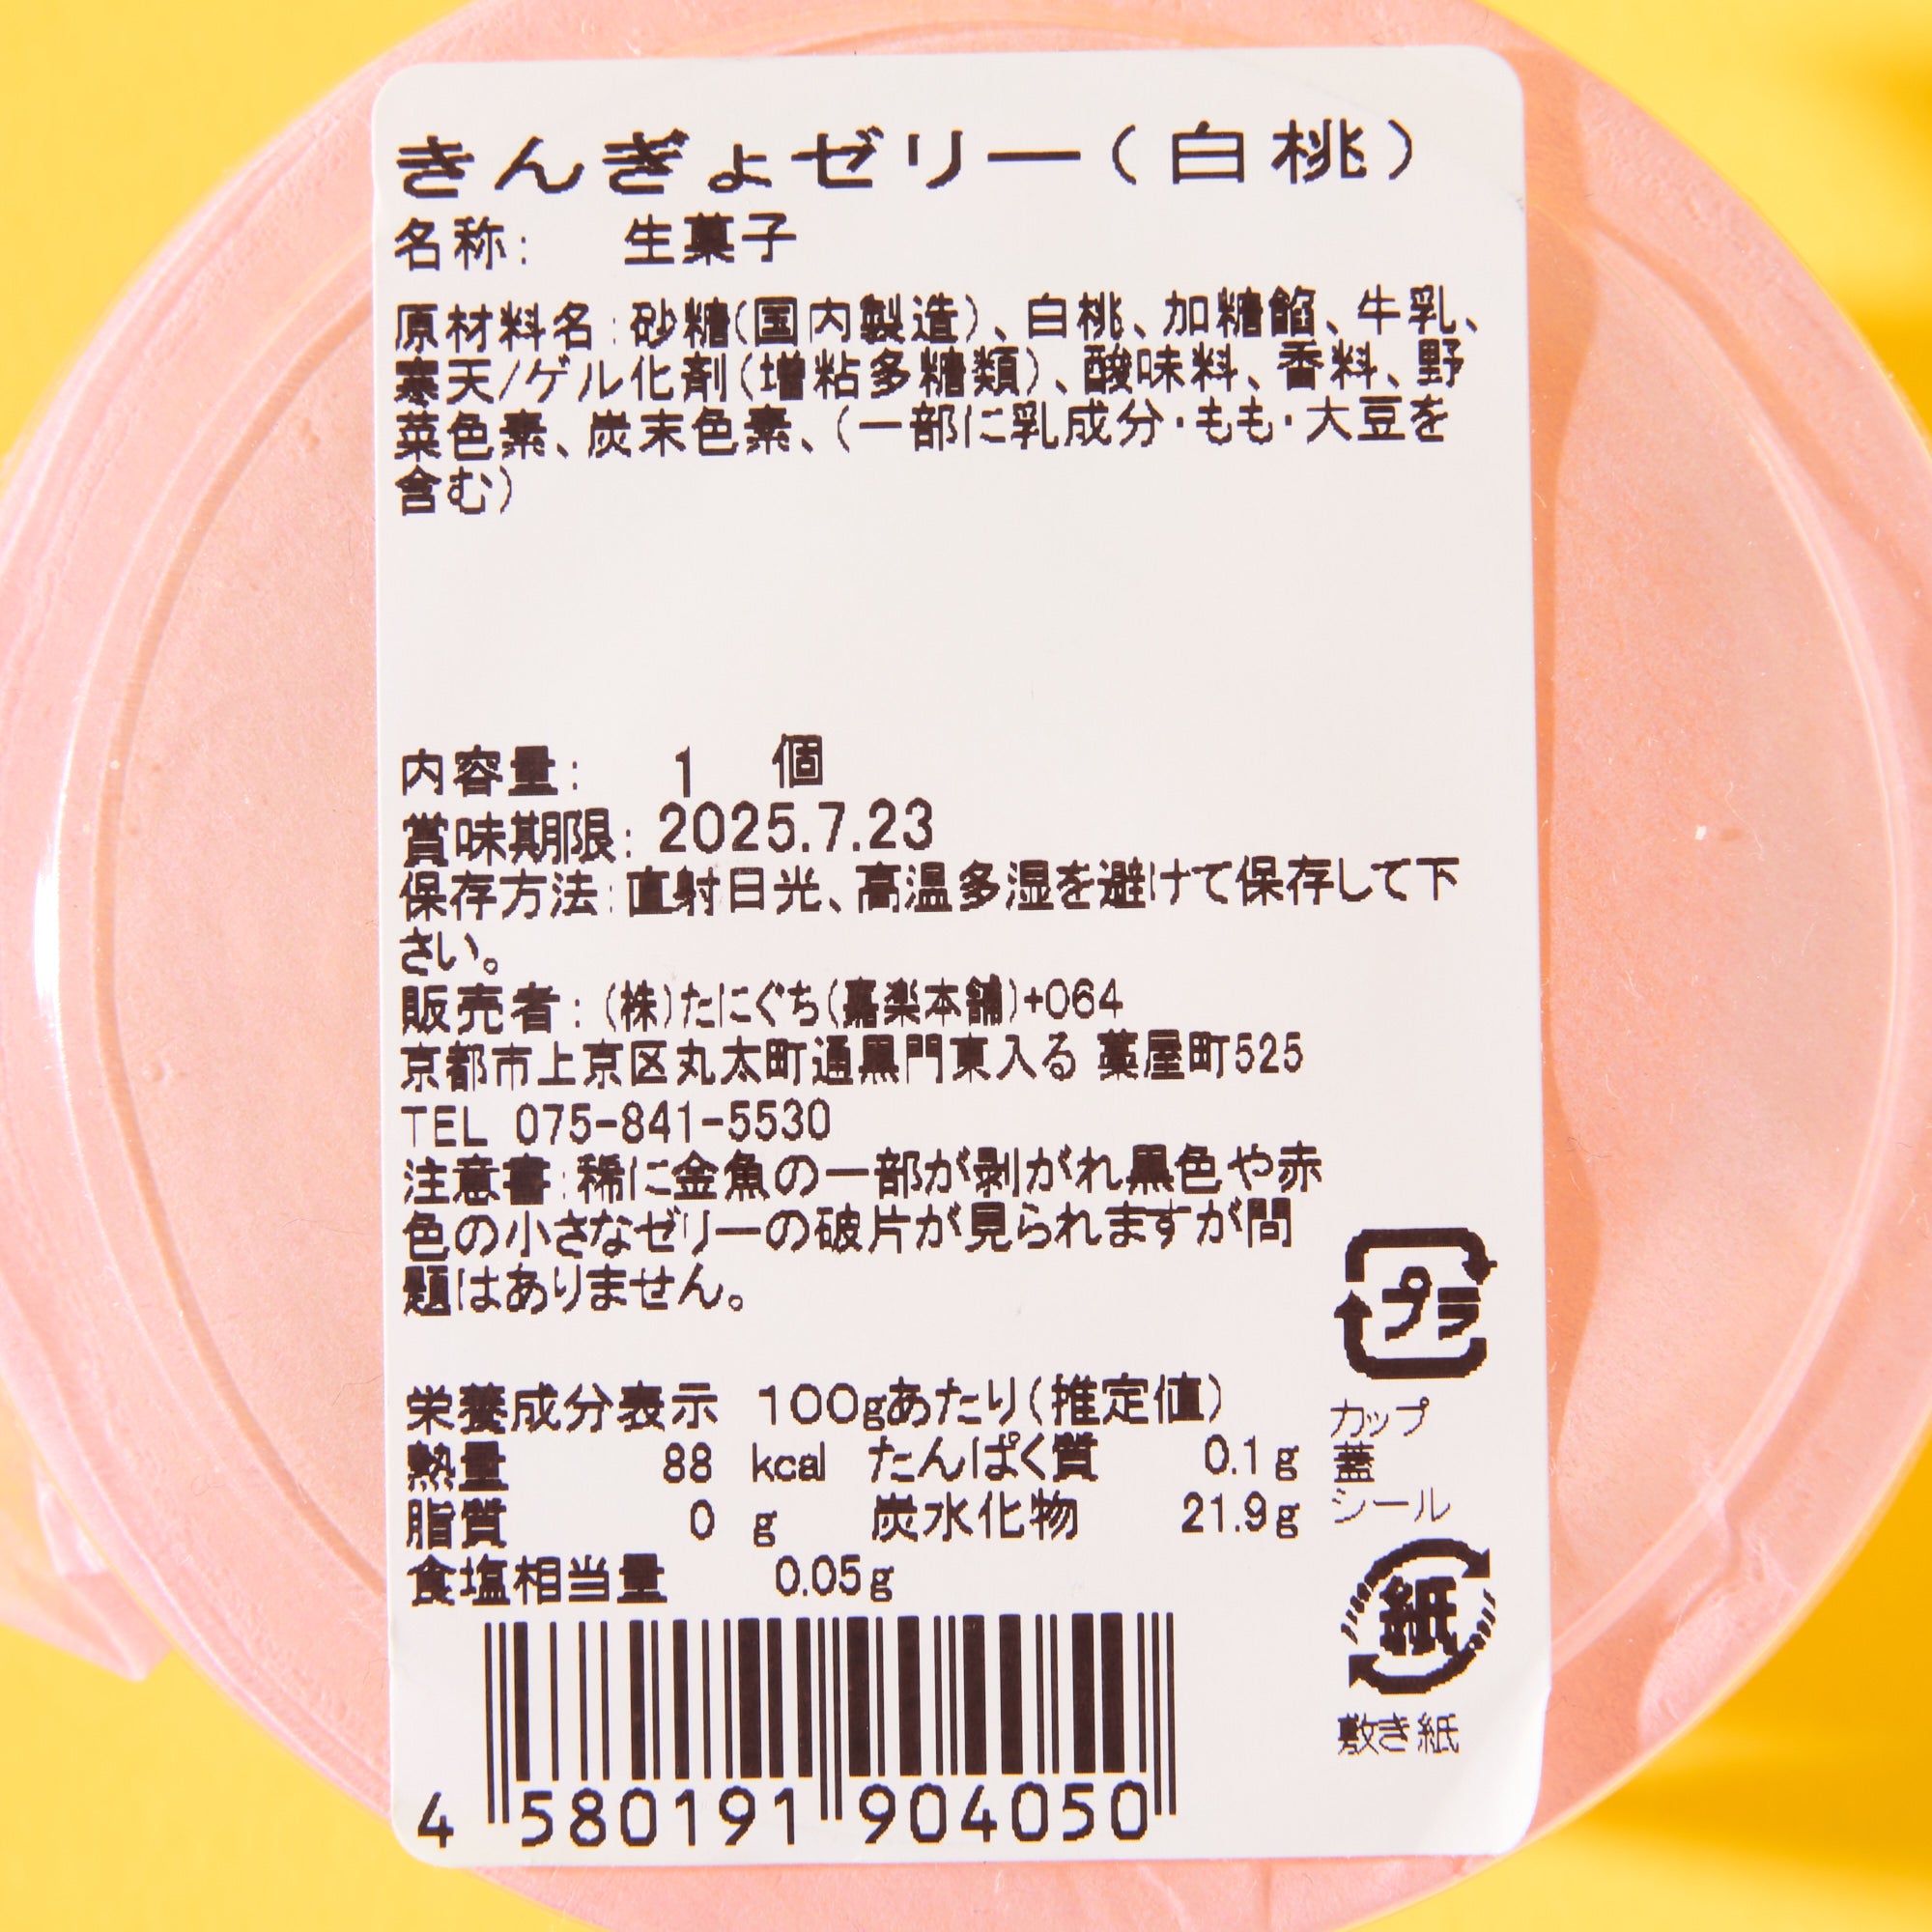 きんぎょゼリー(白桃)
名称: 生菓子
原材料名:砂糖(国内製造)、白桃、加糖餡、牛乳、
寒天/ゲル化剤(増粘多糖類)、酸味料、香料、野
菜色素、炭末色素、(一部に乳成分・もも・大豆を
含む)
内容量: 1 個
賞味期限:2025.7.23
保存方法:直射日光、高温多湿を避けて保存して下
さい。
販売者:(株)たにぐち(嘉楽本舗)+064
京都市上京区丸太町通黒門東入る 藁屋町525
TEL 075-841-5530
注意書:稀に金魚の一部が剥がれ黒色や赤
色の小さなゼリーの破片が見られますが問
題はありません。
プラ
カップ
蓋
シール
栄養成分表示 100gあたり(推定値)
熱量 88 kcal たんぱく質 0.1g
脂質 0 g 炭水化物 21.9g
食塩相当量 0.05g
紙
敷き紙
4 580191 904050